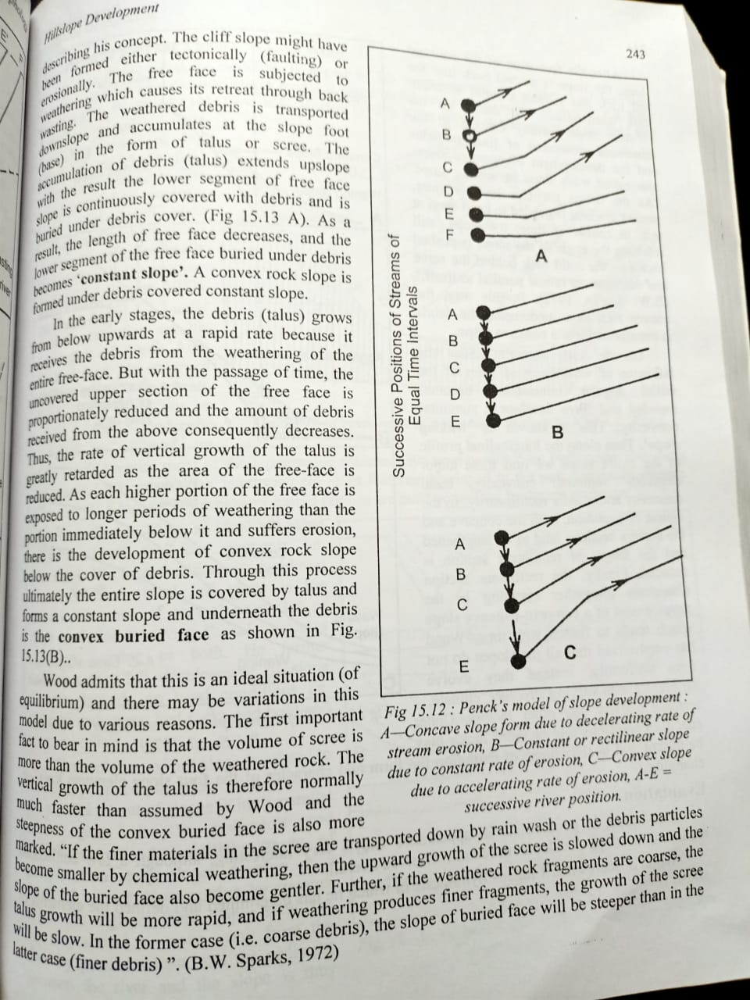 Hillslope Development
243
describing his concept. The cliff slope might have
been formed either tectonically (faulting) or
erosionally. The free face is subjected to
weathering which causes its retreat through back
wasting. The weathered debris is transported
downslope and accumulates at the slope foot
(base) in the form of talus or scree. The
accumulation of debris (talus) extends upslope
with the result the lower segment of free face
slope is continuously covered with debris and is
buried under debris cover. (Fig 15.13 A). As a
result, the length of free face decreases, and the
lower segment of the free face buried under debris
becomes ‘constant slope’. A convex rock slope is
formed under debris covered constant slope.
In the early stages, the debris (talus) grows
from below upwards at a rapid rate because it
receives the debris from the weathering of the
entire free-face. But with the passage of time, the
uncovered upper section of the free face is
proportionately reduced and the amount of debris
received from the above consequently decreases.
Thus, the rate of vertical growth of the talus is
greatly retarded as the area of the free-face is
reduced. As each higher portion of the free face is
exposed to longer periods of weathering than the
portion immediately below it and suffers erosion,
there is the development of convex rock slope
below the cover of debris. Through this process
ultimately the entire slope is covered by talus and
forms a constant slope and underneath the debris
is the convex buried face as shown in Fig.
15.13(B)..
Wood admits that this is an ideal situation (of
equilibrium) and there may be variations in this
model due to various reasons. The first important
fact to bear in mind is that the volume of scree is
more than the volume of the weathered rock. The
vertical growth of the talus is therefore normally
much faster than assumed by Wood and the
steepness of the convex buried face is also more
marked. “If the finer materials in the scree are transported down by rain wash or the debris particles
become smaller by chemical weathering, then the upward growth of the scree is slowed down and the
slope of the buried face also become gentler. Further, if the weathered rock fragments are coarse, the
talus growth will be more rapid, and if weathering produces finer fragments, the growth of the scree
will be slow. In the former case (i.e. coarse debris), the slope of buried face will be steeper than in the
latter case (finer debris) ”. (B.W. Sparks, 1972)
Successive Positions of Streams of
Equal Time Intervals
A
B
C
D
E
F
A
A
B
C
D
E
B
A
B
C
E
C
Fig 15.12 : Penck's model of slope development :
A—Concave slope form due to decelerating rate of
stream erosion, B—Constant or rectilinear slope
due to constant rate of erosion, C—Convex slope
due to accelerating rate of erosion, A-E =
successive river position.